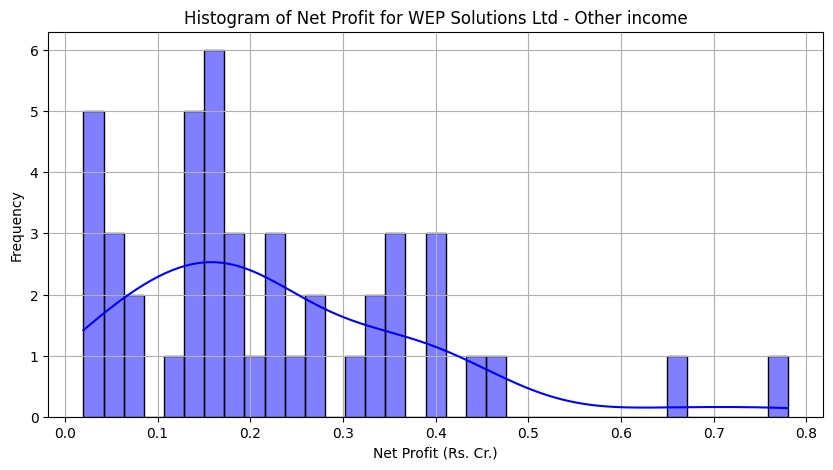 Histogram of Net Profit for WEP Solutions Ltd - Other income
6
5
4
3
2
1
0
Frequency
0.0 0.1 0.2 0.3 0.4 0.5 0.6 0.7 0.8
Net Profit (Rs. Cr.)